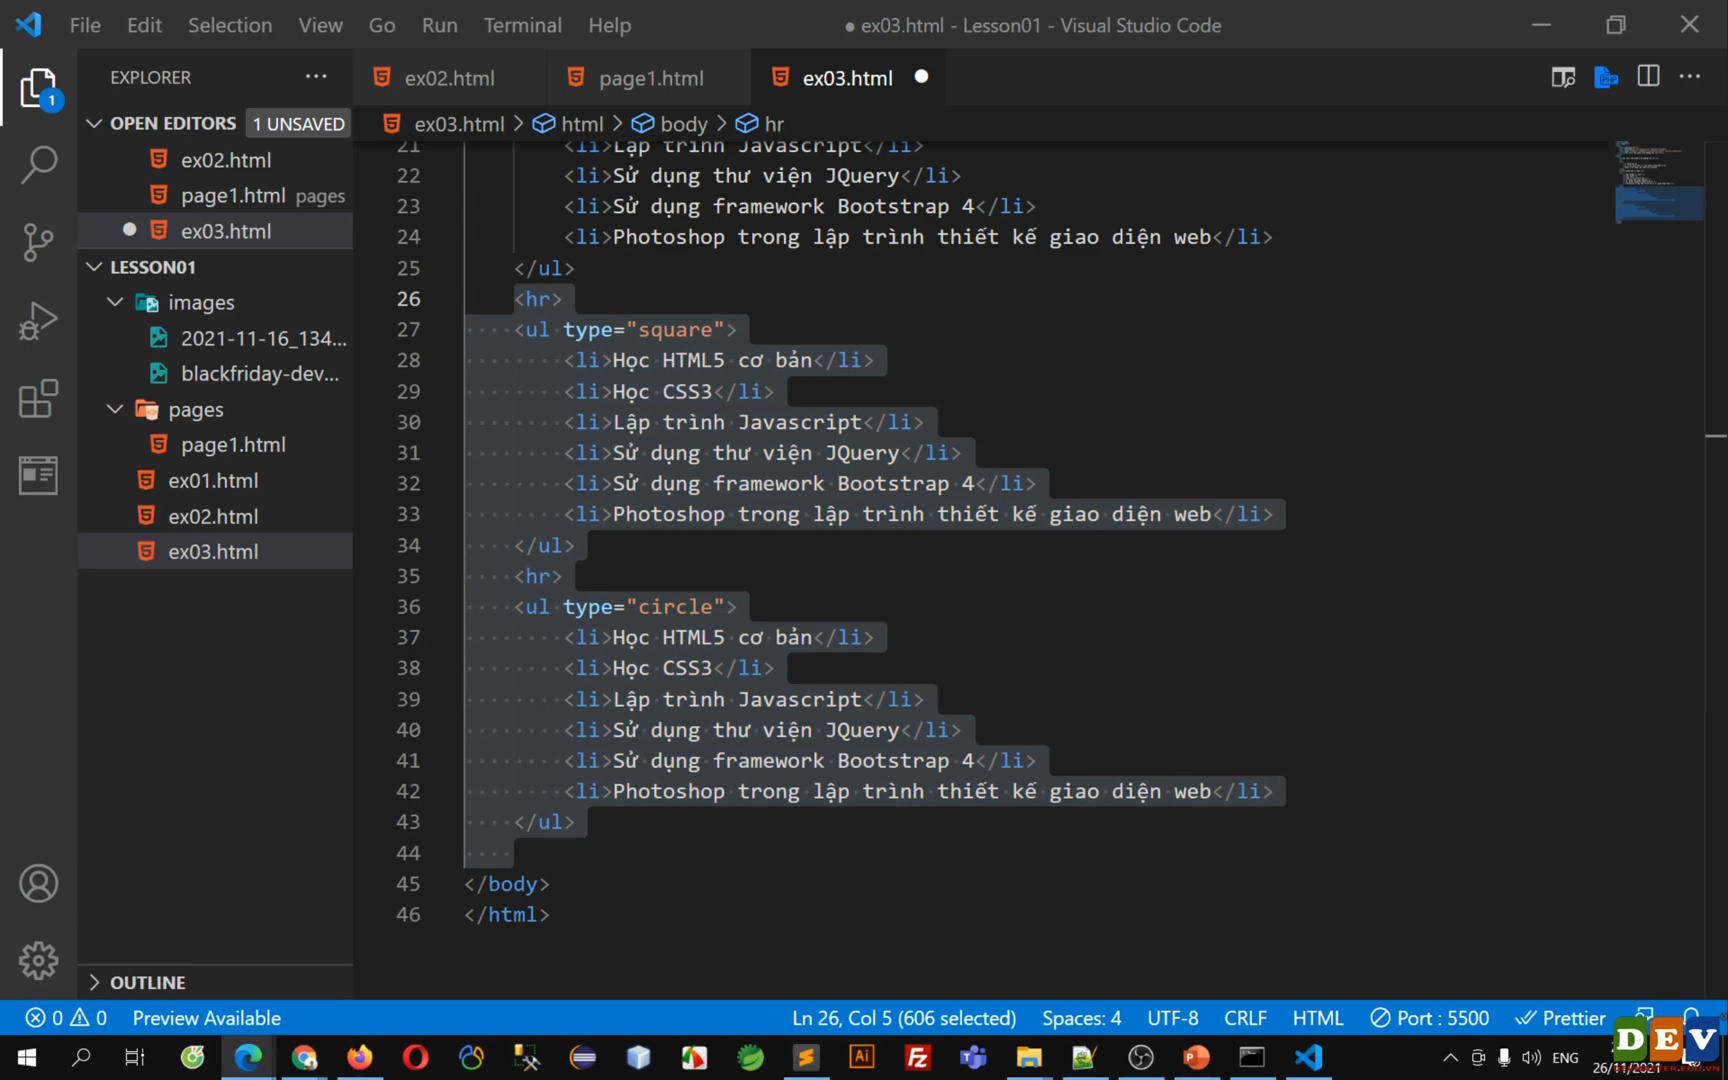 File Edit Selection View Go Run Terminal Help
● ex03.html - Lesson01 - Visual Studio Code
EXPLORER
ex02.html
page1.html
ex03.html
OPEN EDITORS 1 UNSAVED
ex03.html > html > body > hr
ex02.html
page1.html pages
ex03.html
LESSON01
images
2021-11-16_134...
blackfriday-dev...
pages
page1.html
ex01.html
ex02.html
ex03.html
OUTLINE
21 <li>Lập trình Javascript</li>
22 <li>Sử dụng thư viện JQuery</li>
23 <li>Sử dụng framework Bootstrap 4</li>
24 <li>Photoshop trong lập trình thiết kế giao diện web</li>
25 </ul>
26 <hr>
27 <ul type="square">
28 <li>Học HTML5 cơ bản</li>
29 <li>Học CSS3</li>
30 <li>Lập trình Javascript</li>
31 <li>Sử dụng thư viện JQuery</li>
32 <li>Sử dụng framework Bootstrap 4</li>
33 <li>Photoshop trong lập trình thiết kế giao diện web</li>
34 </ul>
35 <hr>
36 <ul type="circle">
37 <li>Học HTML5 cơ bản</li>
38 <li>Học CSS3</li>
39 <li>Lập trình Javascript</li>
40 <li>Sử dụng thư viện JQuery</li>
41 <li>Sử dụng framework Bootstrap 4</li>
42 <li>Photoshop trong lập trình thiết kế giao diện web</li>
43 </ul>
44
45 </body>
46 </html>
0 0 Preview Available
Ln 26, Col 5 (606 selected) Spaces: 4 UTF-8 CRLF HTML Port : 5500 Prettier
ENG
26/11/2021
DEV